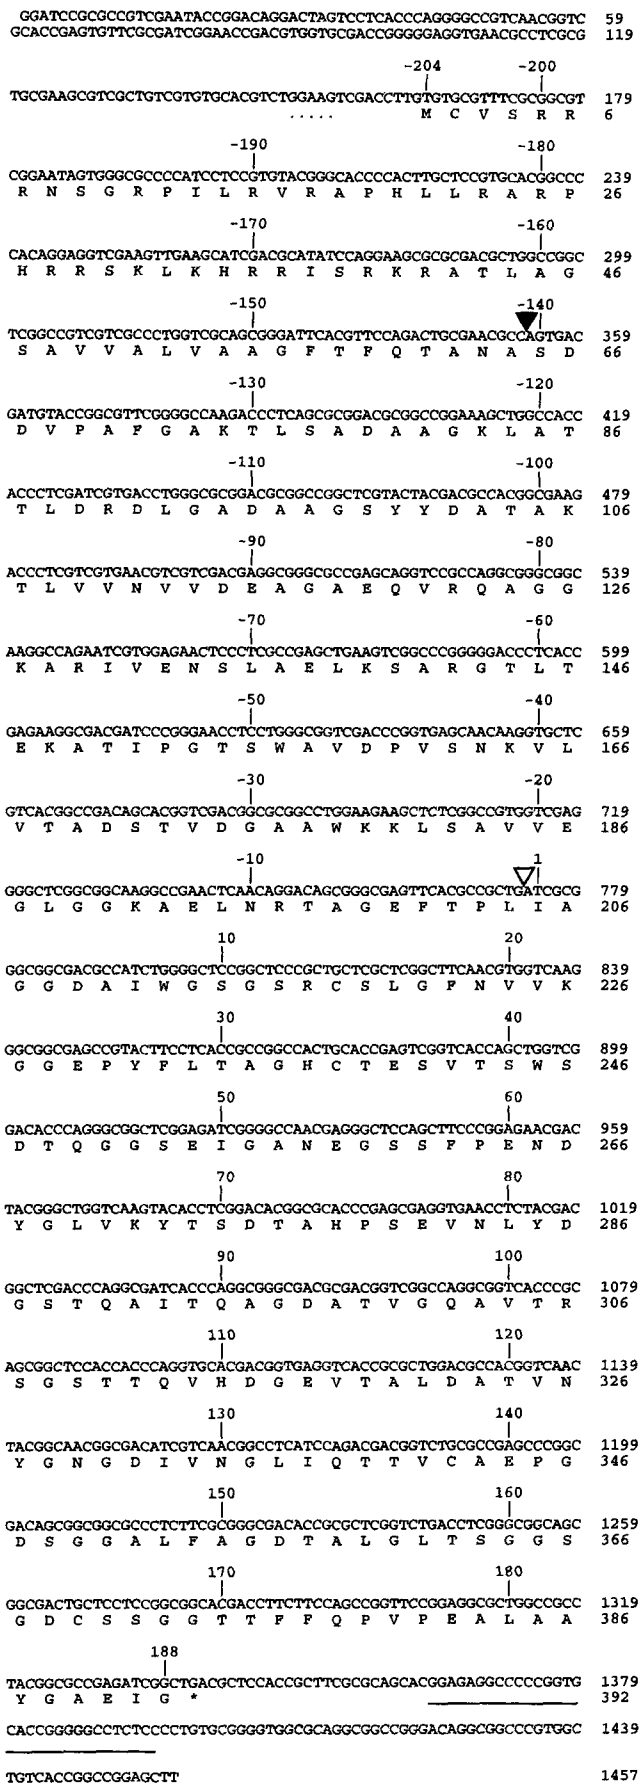 GGATCCGCGCCGTCGAATACCGGACAGGACTAGTCCTCACCCAGGGGCCGTCAACGGTC 59
GCACCGAGTGTTCGCGATCGGAACCGACGTGGTGCGACCGGGGGAGGTGAACGCCTCGCG 119
-204 -200
TGCGAAGCGTCGCTGTCGTGTGCACGTCTGGAAGTCGACCTTGTGTGCGTTTCGCGGCGT 179
..... M C V S R R 6
-190 -180
CGGAATAGTGGGCGCCCCATCCTCCGTGTACGGGCACCCCACTTGCTCCGTGCACGGCCC 239
R N S G R P I L R V R A P H L L R A R P 26
-170 -160
CACAGGAGGTCGAAGTTGAAGCATCGACGCATATCCAGGAAGCGCGCGACGCTGGCCGGC 299
H R R S K L K H R R I S R K R A T L A G 46
-150 -140
TCGGCCGTCGTCGCCCTGGTCGCAGCGGGATTCACGTTCCAGACTGCGAACGCCAGTGAC 359
S A V V A L V A A G F T F Q T A N A S D 66
-130 -120
GATGTACCGGCGTTCGGGGCCAAGACCCTCAGCGCGGACGCGGCCGGAAAGCTGGCCACC 419
D V P A F G A K T L S A D A A G K L A T 86
-110 -100
ACCCTCGATCGTGACCTGGGCGCGGACGCGGCCGGCTCGTACTACGACGCCACGGCGAAG 479
T L D R D L G A D A A G S Y Y D A T A K 106
-90 -80
ACCCTCGTCGTGAACGTCGTCGACGAGGCGGGCGCCGAGCAGGTCCGCCAGGCGGGCGGC 539
T L V V N V V D E A G A E Q V R Q A G G 126
-70 -60
AAGGCCAGAATCGTGGAGAACTCCCTCGCCGAGCTGAAGTCGGCCCGGGGGACCCTCACC 599
K A R I V E N S L A E L K S A R G T L T 146
-50 -40
GAGAAGGCGACGATCCCGGGAACCTCCTGGGCGGTCGACCCGGTGAGCAACAAGGTGCTC 659
E K A T I P G T S W A V D P V S N K V L 166
-30 -20
GTCACGGCCGACAGCACGGTCGACGGCGCGGCCTGGAAGAAGCTCTCGGCCGTGGTCGAG 719
V T A D S T V D G A A W K K L S A V V E 186
-10 1
GGGCTCGGCGGCAAGGCCGAACTCAACAGGACAGCGGGCGAGTTCACGCCGCTGATCGCG 779
G L G G K A E L N R T A G E F T P L I A 206
10 20
GGCGGCGACGCCATCTGGGGCTCCGGCTCCCGCTGCTCGCTCGGCTTCAACGTGGTCAAG 839
G G D A I W G S G S R C S L G F N V V K 226
30 40
GGCGGCGAGCCGTACTTCCTCACCGCCGGCCACTGCACCGAGTCGGTCACCAGCTGGTCG 899
G G E P Y F L T A G H C T E S V T S W S 246
50 60
GACACCCAGGGCGGCTCGGAGATCGGGGCCAACGAGGGCTCCAGCTTCCCGGAGAACGAC 959
D T Q G G S E I G A N E G S S F P E N D 266
70 80
TACGGGCTGGTCAAGTACACCTCGGACACGGCGCACCCGAGCGAGGTGAACCTCTACGAC 1019
Y G L V K Y T S D T A H P S E V N L Y D 286
90 100
GGCTCGACCCAGGCGATCACCCAGGCGGGCGACGCGACGGTCGGCCAGGCGGTCACCCGC 1079
G S T Q A I T Q A G D A T V G Q A V T R 306
110 120
AGCGGCTCCACCACCCAGGTGCACGACGGTGAGGTCACCGCGCTGGACGCCACGGTCAAC 1139
S G S T T Q V H D G E V T A L D A T V N 326
130 140
TACGGCAACGGCGACATCGTCAACGGCCTCATCCAGACGACGGTCTGCGCCGAGCCCGGC 1199
Y G N G D I V N G L I Q T T V C A E P G 346
150 160
GACAGCGGCGGCGCCCTCTTCGCGGGCGACACCGCGCTCGGTCTGACCTCGGGCGGCAGC 1259
D S G G A L F A G D T A L G L T S G G S 366
170 180
GGCGACTGCTCCTCCGGCGGCACGACCTTCTTCCAGCCGGTTCCGGAGGCGCTGGCCGCC 1319
G D C S S G G T T F F Q P V P E A L A A 386
188
TACGGCGCCGAGATCGGCTGACGCTCCACCGCTTCGCGCAGCACGGAGAGGCCCCCGGTG 1379
Y G A E I G * 392
CACCGGGGGCCTCTCCCCTGTGCGGGGTGGCGCAGGCGGCCGGGACAGGCGGCCCGTGGC 1439
TGTCACCGGCCGGAGCTT 1457